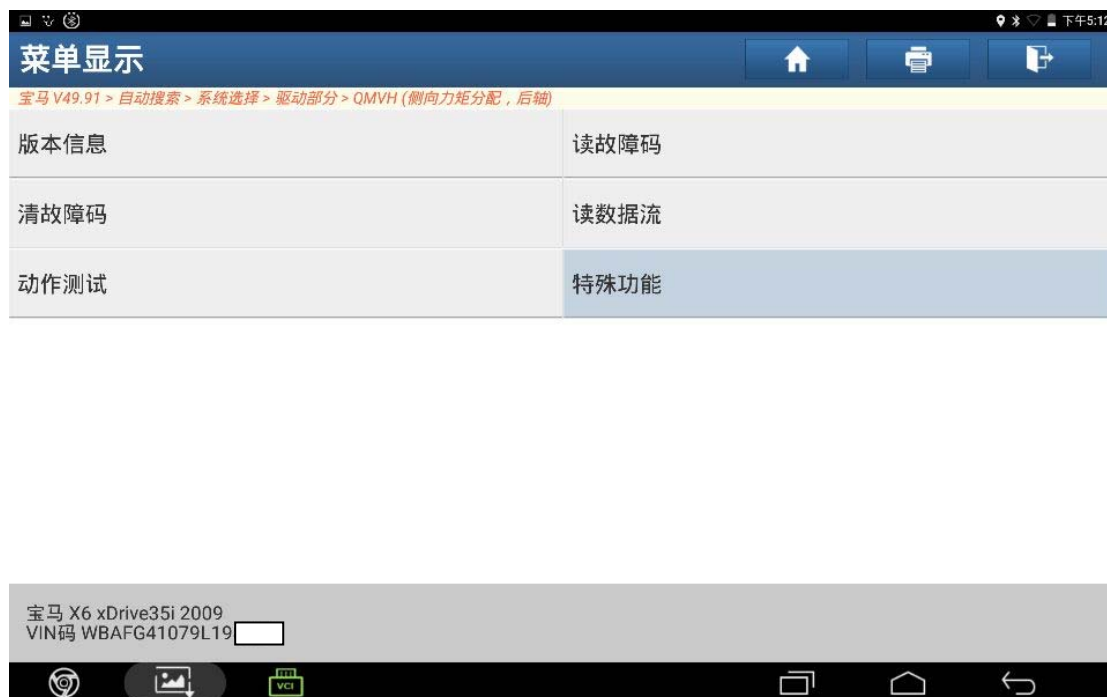 下午5:12
菜单显示
宝马 V49.91 > 自动搜索 > 系统选择 > 驱动部分 > QMVH (侧向力矩分配，后轴)
版本信息
读故障码
清故障码
读数据流
动作测试
特殊功能
宝马 X6 xDrive35i 2009
VIN码 WBAFG41079L19
VCI